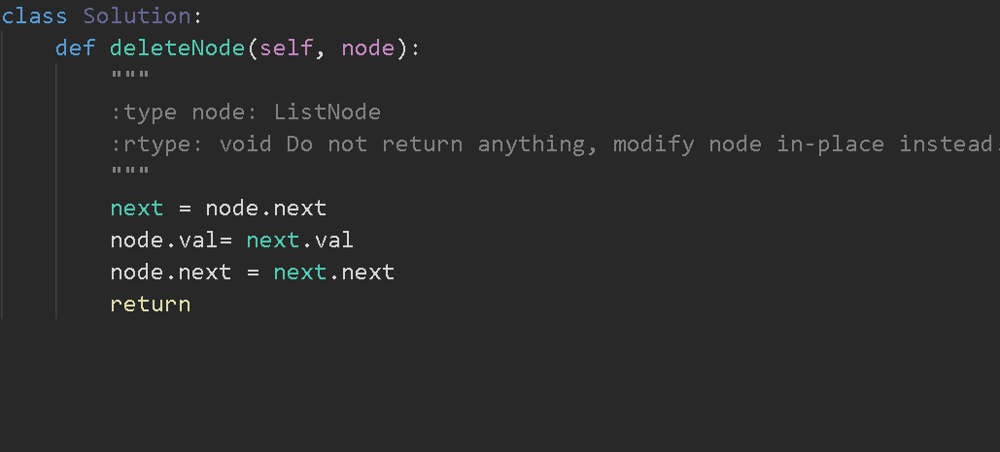 class Solution:
    def deleteNode(self, node):
        """
        :type node: ListNode
        :rtype: void Do not return anything, modify node in-place instead.
        """
        next = node.next
        node.val= next.val
        node.next = next.next
        return